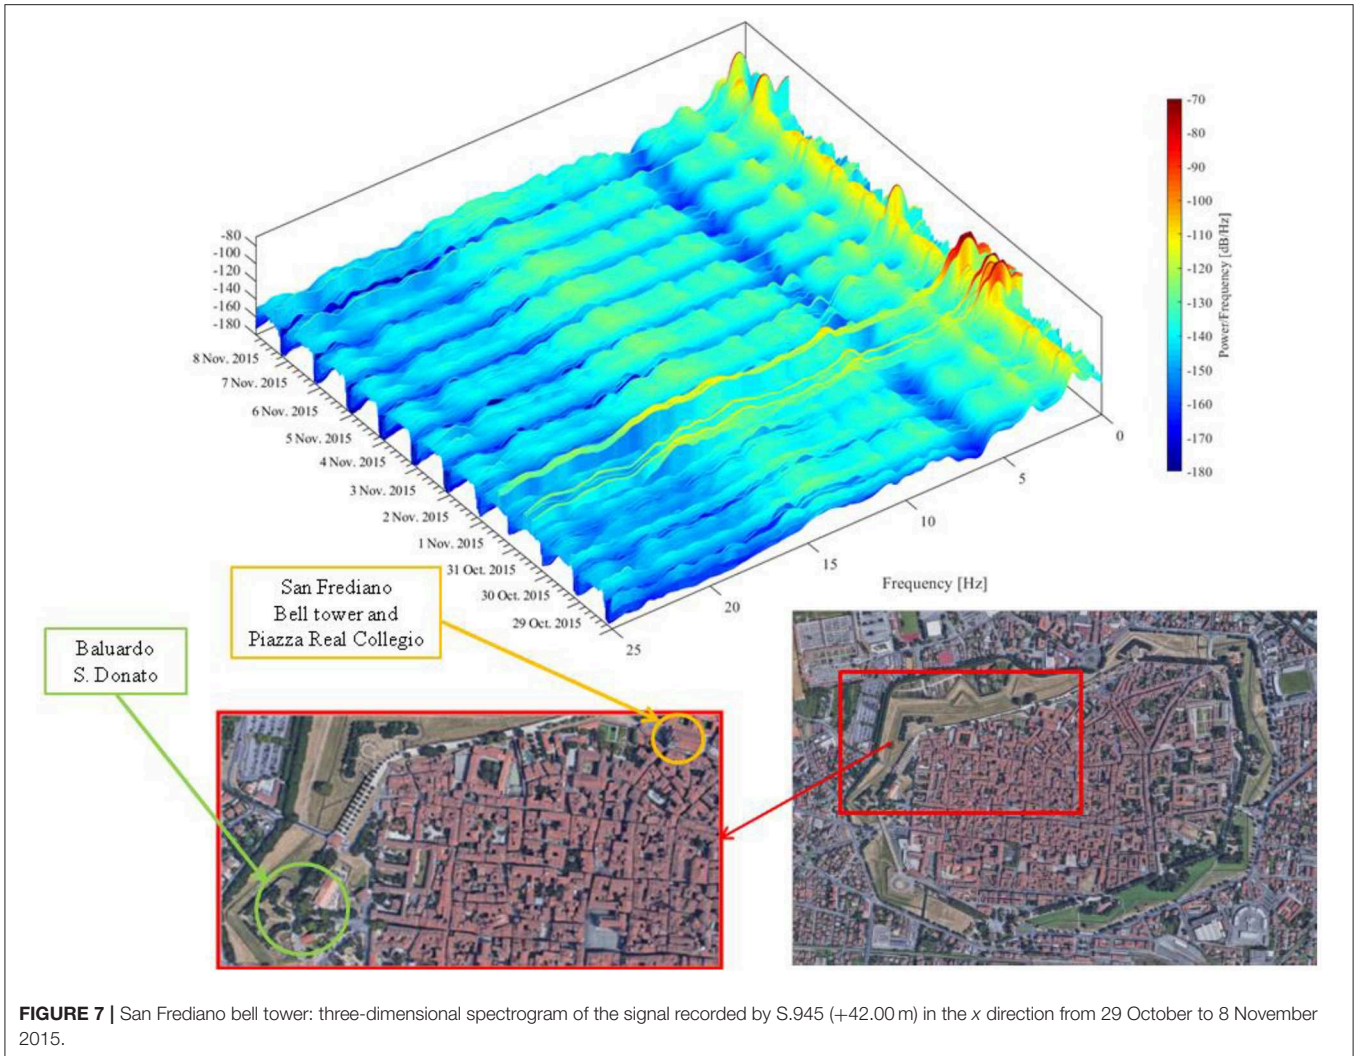 -80
-100
-120
-140
-160
-180
8 Nov. 2015
7 Nov. 2015
6 Nov. 2015
5 Nov. 2015
4 Nov. 2015
3 Nov. 2015
2 Nov. 2015
1 Nov. 2015
31 Oct. 2015
30 Oct. 2015
29 Oct. 2015
0
5
10
15
20
25
Frequency [Hz]
-70
-80
-90
-100
-110
-120
-130
-140
-150
-160
-170
-180
Power/Frequency [dB/Hz]
San Frediano
Bell tower and
Piazza Real Collegio
Baluardo
S. Donato
FIGURE 7 | San Frediano bell tower: three-dimensional spectrogram of the signal recorded by S.945 (+42.00 m) in the x direction from 29 October to 8 November
2015.